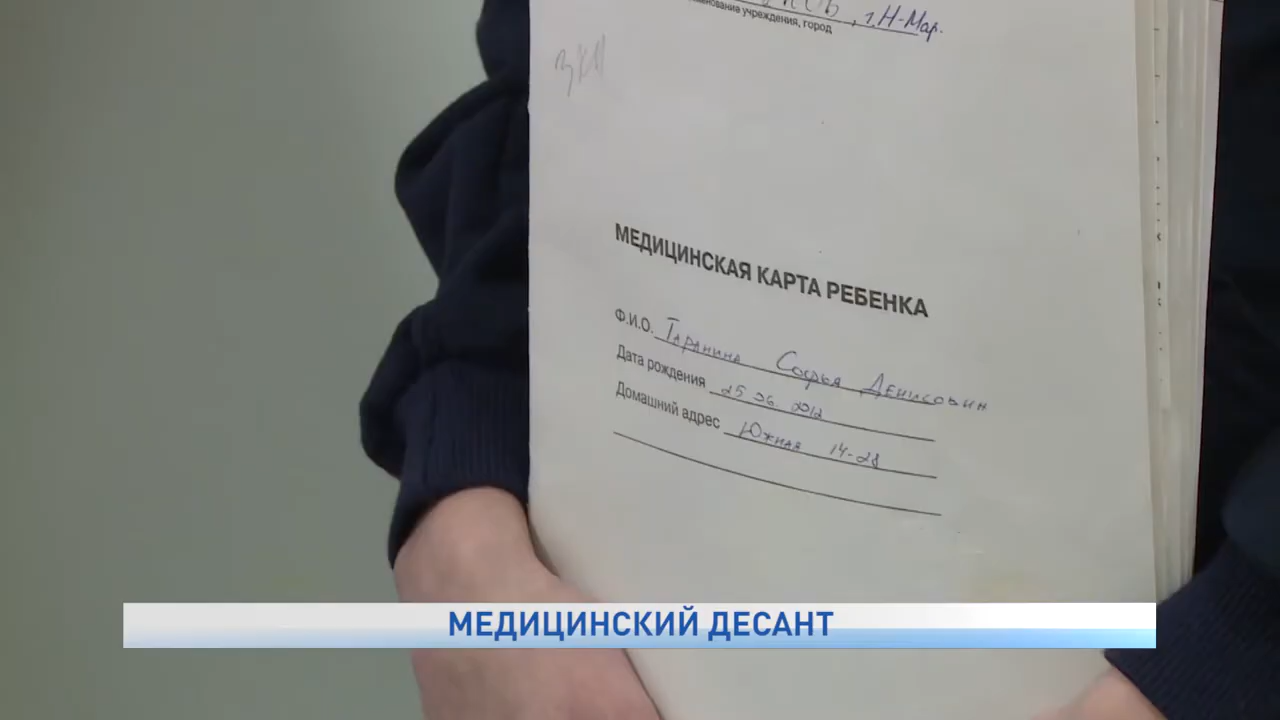 , г.Н-Мар.
учреждения, город
МЕДИЦИНСКАЯ КАРТА РЕБЕНКА
Ф.И.О. Таранина Софья Денисовн
Дата рождения 25 06. 2012
Домашний адрес Южная 14-28
МЕДИЦИНСКИЙ ДЕСАНТ